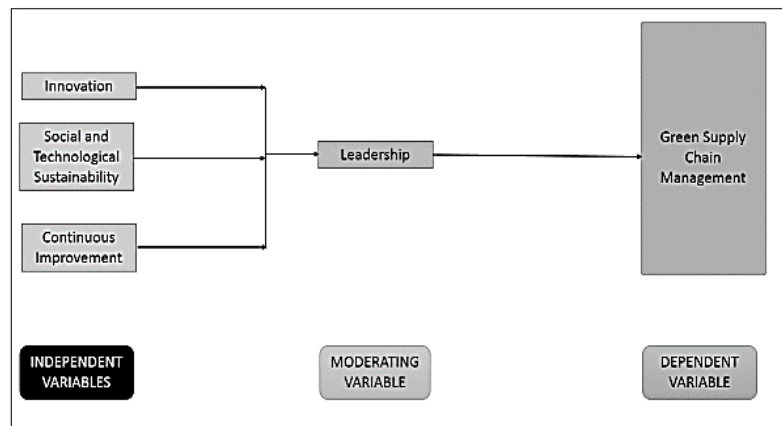 Innovation
Social and
Technological
Sustainability
Continuous
Improvement
Leadership
Green Supply
Chain
Management
INDEPENDENT
VARIABLES
MODERATING
VARIABLE
DEPENDENT
VARIABLE